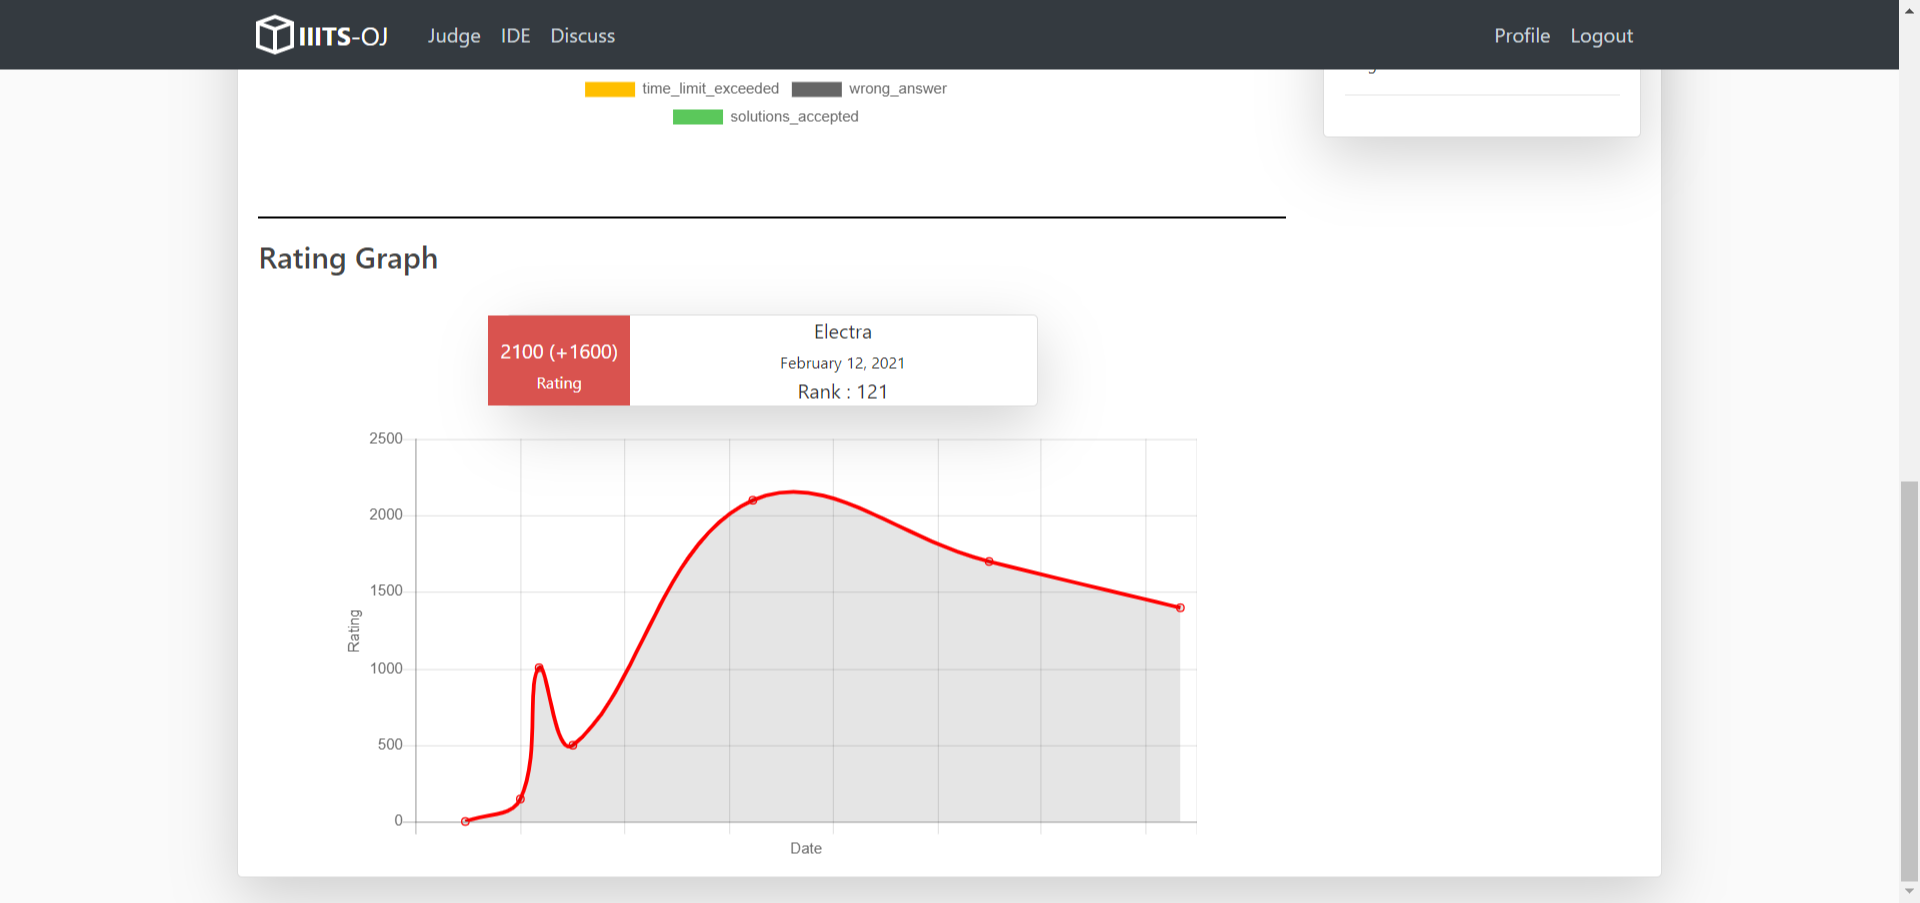 IIITS-OJ
Judge
IDE
Discuss
Profile
Logout
time_limit_exceeded
wrong_answer
solutions_accepted
Rating Graph
2100 (+1600)
Rating
Electra
February 12, 2021
Rank : 121
2500
2000
1500
1000
500
0
Rating
Date